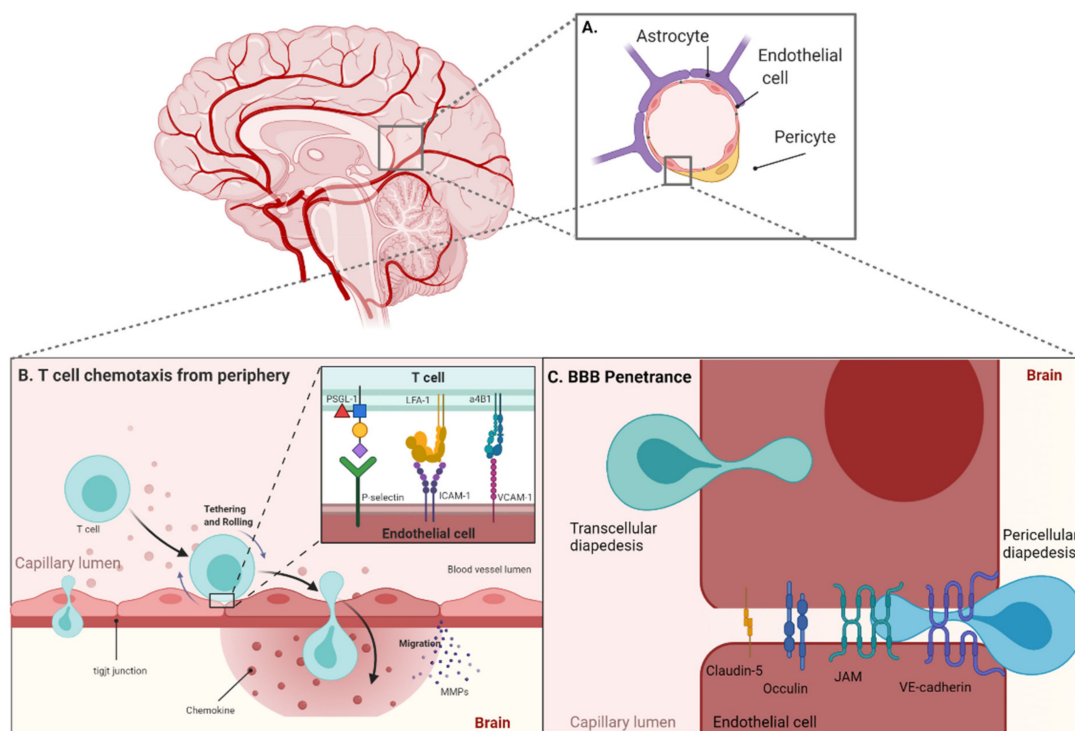 A.
Astrocyte
Endothelial
cell
Pericyte
B. T cell chemotaxis from periphery
T cell
PSGL-1
LFA-1
a4B1
P-selectin
ICAM-1
VCAM-1
Endothelial cell
T cell
Tethering
and Rolling
Capillary lumen
Blood vessel lumen
Migration
tigjt junction
MMPs
Chemokine
Brain
C. BBB Penetrance
Brain
Transcellular
diapedesis
Pericellular
diapedesis
Claudin-5
Occulin
JAM
VE-cadherin
Capillary lumen
Endothelial cell